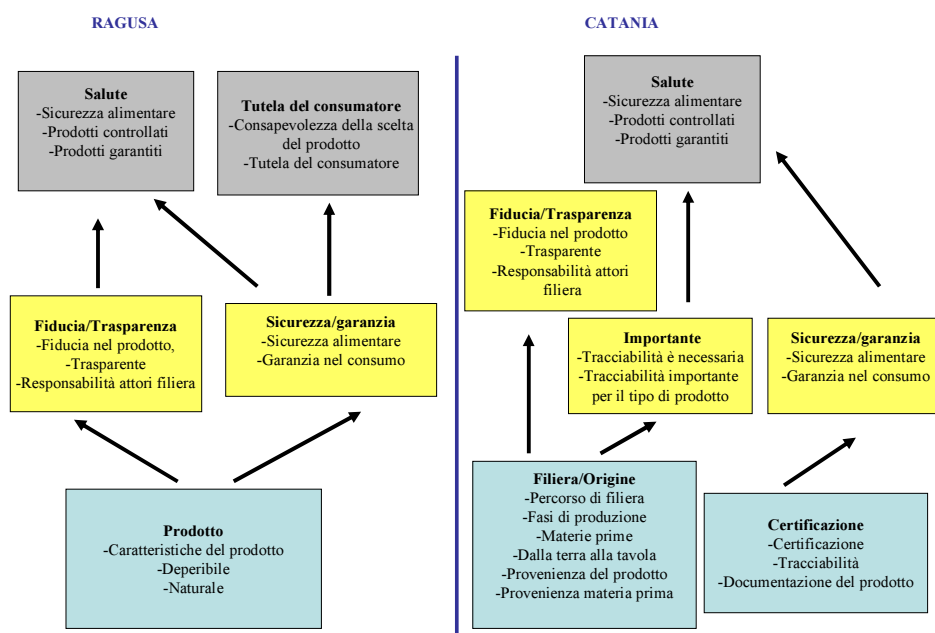 RAGUSA
Salute
-Sicurezza alimentare
-Prodotti controllati
-Prodotti garantiti
Tutela del consumatore
-Consapevolezza della scelta
del prodotto
-Tutela del consumatore
Fiducia/Trasparenza
-Fiducia nel prodotto,
-Trasparente
-Responsabilità attori filiera
Sicurezza/garanzia
-Sicurezza alimentare
-Garanzia nel consumo
Prodotto
-Caratteristiche del prodotto
-Deperibile
-Naturale
CATANIA
Salute
-Sicurezza alimentare
-Prodotti controllati
-Prodotti garantiti
Fiducia/Trasparenza
-Fiducia nel prodotto
-Trasparente
-Responsabilità attori
filiera
Importante
-Tracciabilità è necessaria
-Tracciabilità importante
per il tipo di prodotto
Sicurezza/garanzia
-Sicurezza alimentare
-Garanzia nel consumo
Filiera/Origine
-Percorso di filiera
-Fasi di produzione
-Materie prime
-Dalla terra alla tavola
-Provenienza del prodotto
-Provenienza materia prima
Certificazione
-Certificazione
-Tracciabilità
-Documentazione del prodotto